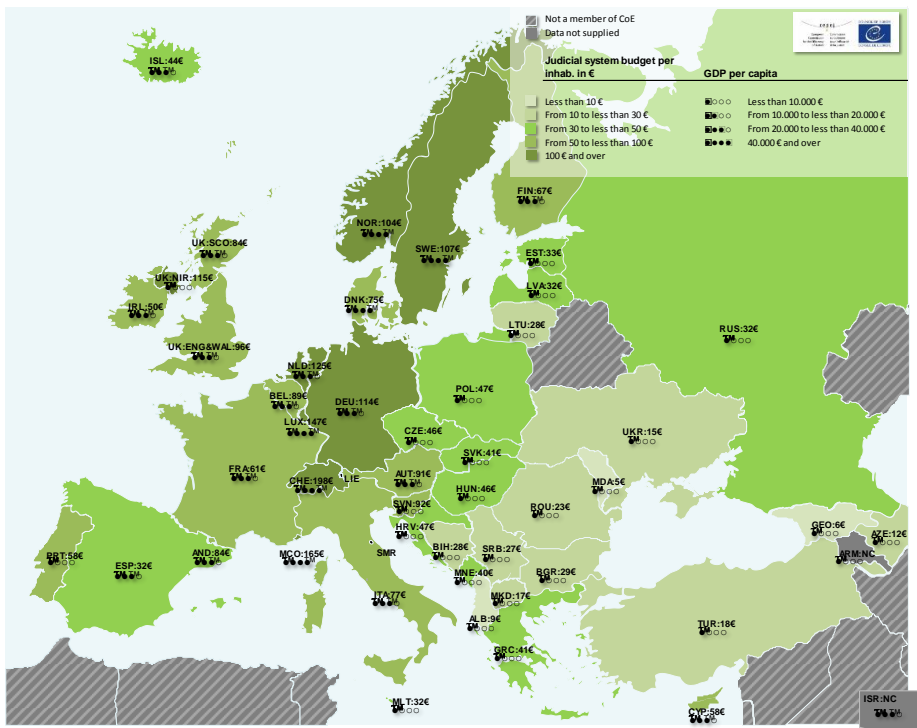 Not a member of CoE
Data not supplied
Judicial system budget per
inhab. in €
GDP per capita
Less than 10 €
Less than 10.000 €
From 10 to less than 30 €
From 10.000 to less than 20.000 €
From 30 to less than 50 €
From 20.000 to less than 40.000 €
From 50 to less than 100 €
40.000 € and over
100 € and over
ISL:44€
FIN:67€
NOR:104€
UK:SCO:84€
SWE:107€
EST:33€
UK:NIR:115€
LVA:32€
DNK:75€
IRL:50€
LTU:28€
RUS:32€
UK:ENG&WAL:96€
NLD:125€
POL:47€
BEL:89€
DEU:114€
LUX:147€
CZE:46€
UKR:15€
SVK:41€
FRA:61€
CHE:198€
LIE
AUT:91€
MDA:5€
HUN:46€
SVN:92€
ROU:23€
GEO:6€
HRV:47€
AZE:12€
BIH:28€
SRB:27€
PRT:58€
AND:84€
MCO:165€
SMR
ARM:NC
ESP:32€
MNE:40€
BGR:29€
ITA:77€
MKD:17€
ALB:9€
TUR:18€
GRC:41€
MLT:32€
CYP:58€
ISR:NC